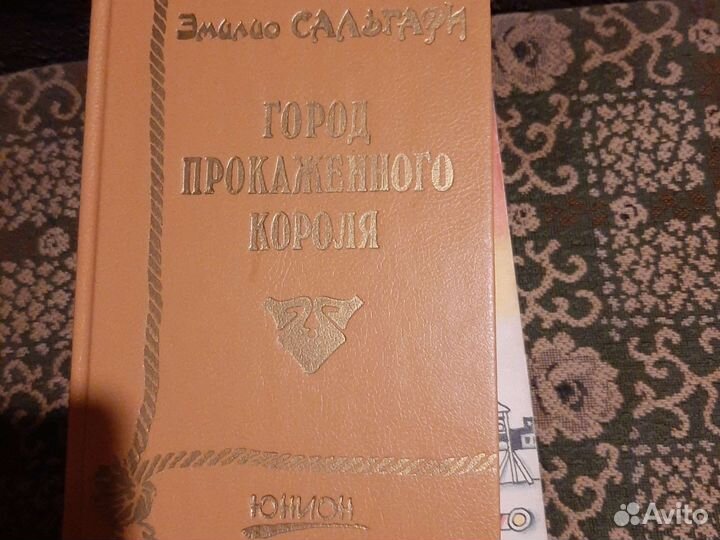 Эмилио САЛЬГАРИ
ГОРОД
ПРОКАЖЕННОГО
КОРОЛЯ
ЮНИОН
Avito